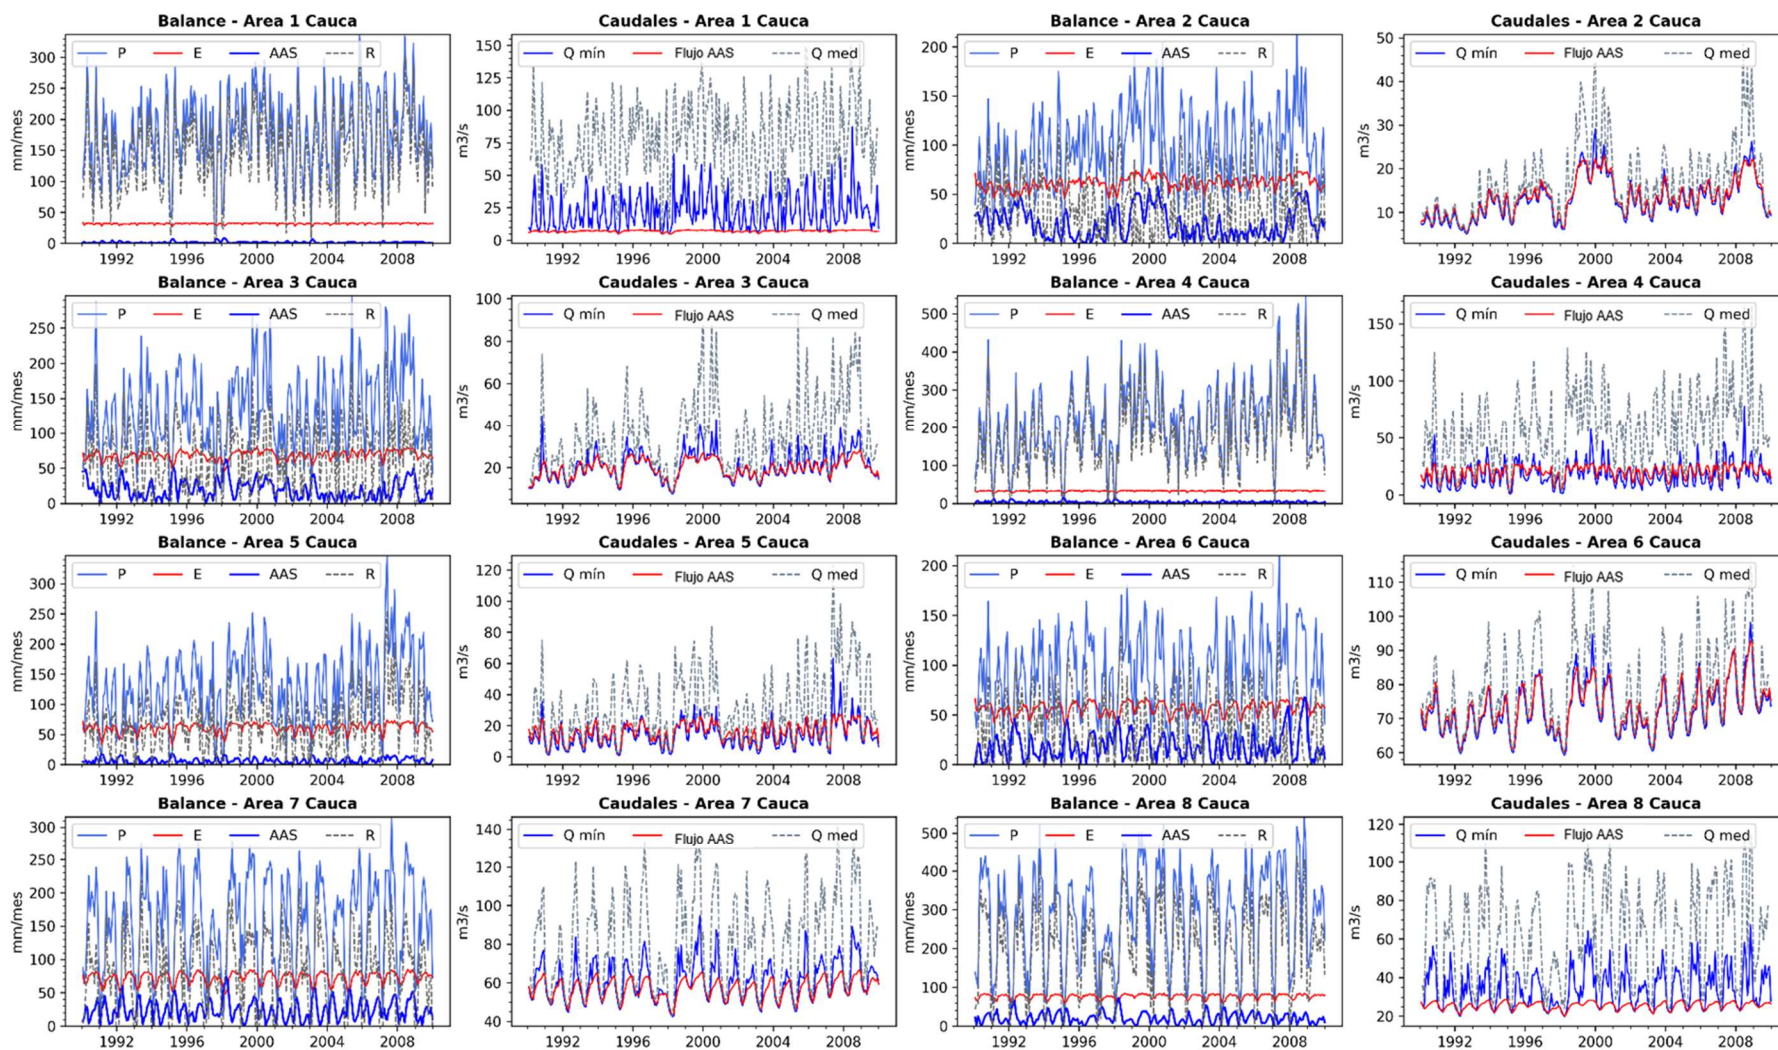 Balance - Area 1 Cauca
mm/mes
P E AAS R
300
250
200
150
100
50
0
1992 1996 2000 2004 2008
Caudales - Area 1 Cauca
m3/s
Q mín Flujo AAS Q med
150
125
100
75
50
25
0
1992 1996 2000 2004 2008
Balance - Area 2 Cauca
mm/mes
P E AAS R
200
150
100
50
0
1992 1996 2000 2004 2008
Caudales - Area 2 Cauca
m3/s
Q mín Flujo AAS Q med
50
40
30
20
10
1992 1996 2000 2004 2008
Balance - Area 3 Cauca
mm/mes
P E AAS R
250
200
150
100
50
0
1992 1996 2000 2004 2008
Caudales - Area 3 Cauca
m3/s
Q mín Flujo AAS Q med
100
80
60
40
20
1992 1996 2000 2004 2008
Balance - Area 4 Cauca
mm/mes
P E AAS R
500
400
300
200
100
0
1992 1996 2000 2004 2008
Caudales - Area 4 Cauca
m3/s
Q mín Flujo AAS Q med
150
100
50
0
1992 1996 2000 2004 2008
Balance - Area 5 Cauca
mm/mes
P E AAS R
300
250
200
150
100
50
0
1992 1996 2000 2004 2008
Caudales - Area 5 Cauca
m3/s
Q mín Flujo AAS Q med
120
100
80
60
40
20
0
1992 1996 2000 2004 2008
Balance - Area 6 Cauca
mm/mes
P E AAS R
200
150
100
50
0
1992 1996 2000 2004 2008
Caudales - Area 6 Cauca
m3/s
Q mín Flujo AAS Q med
110
100
90
80
70
60
1992 1996 2000 2004 2008
Balance - Area 7 Cauca
mm/mes
P E AAS R
300
250
200
150
100
50
0
1992 1996 2000 2004 2008
Caudales - Area 7 Cauca
m3/s
Q mín Flujo AAS Q med
140
120
100
80
60
40
1992 1996 2000 2004 2008
Balance - Area 8 Cauca
mm/mes
P E AAS R
500
400
300
200
100
0
1992 1996 2000 2004 2008
Caudales - Area 8 Cauca
m3/s
Q mín Flujo AAS Q med
120
100
80
60
40
20
1992 1996 2000 2004 2008